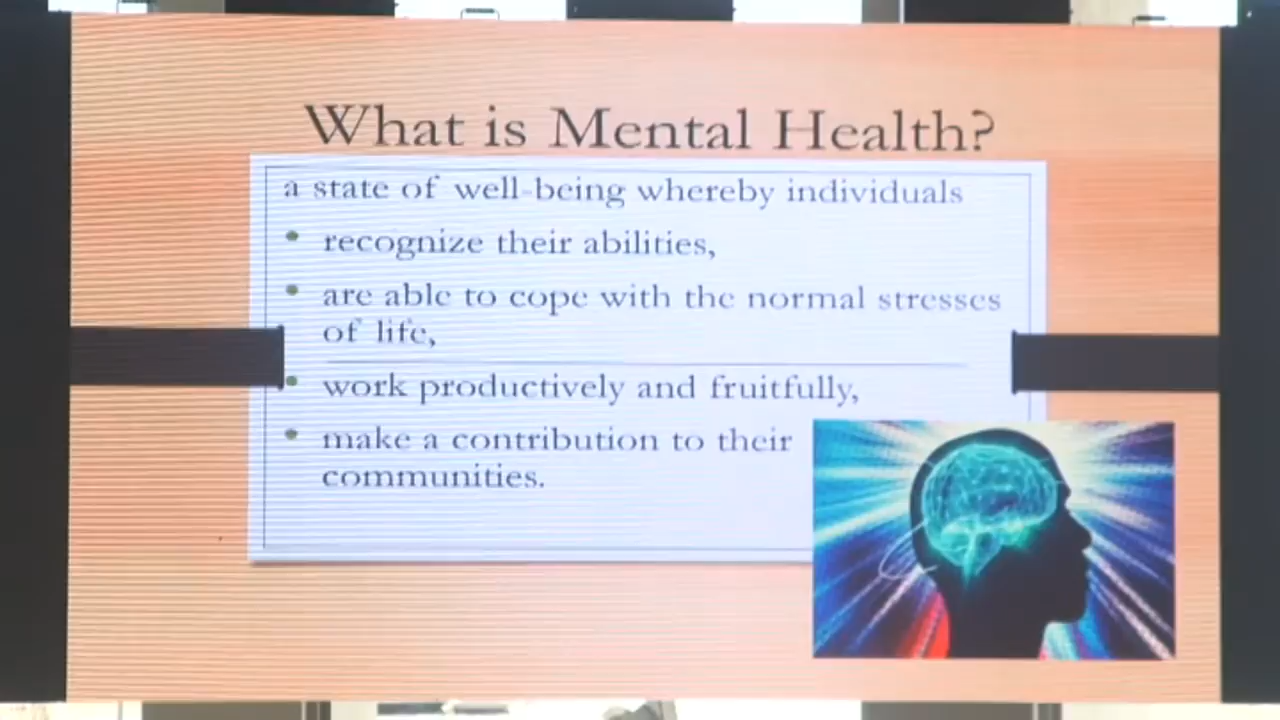 What is Mental Health?
a state of well-being whereby individuals
• recognize their abilities,
• are able to cope with the normal stresses
of life,
• work productively and fruitfully,
• make a contribution to their
communities.